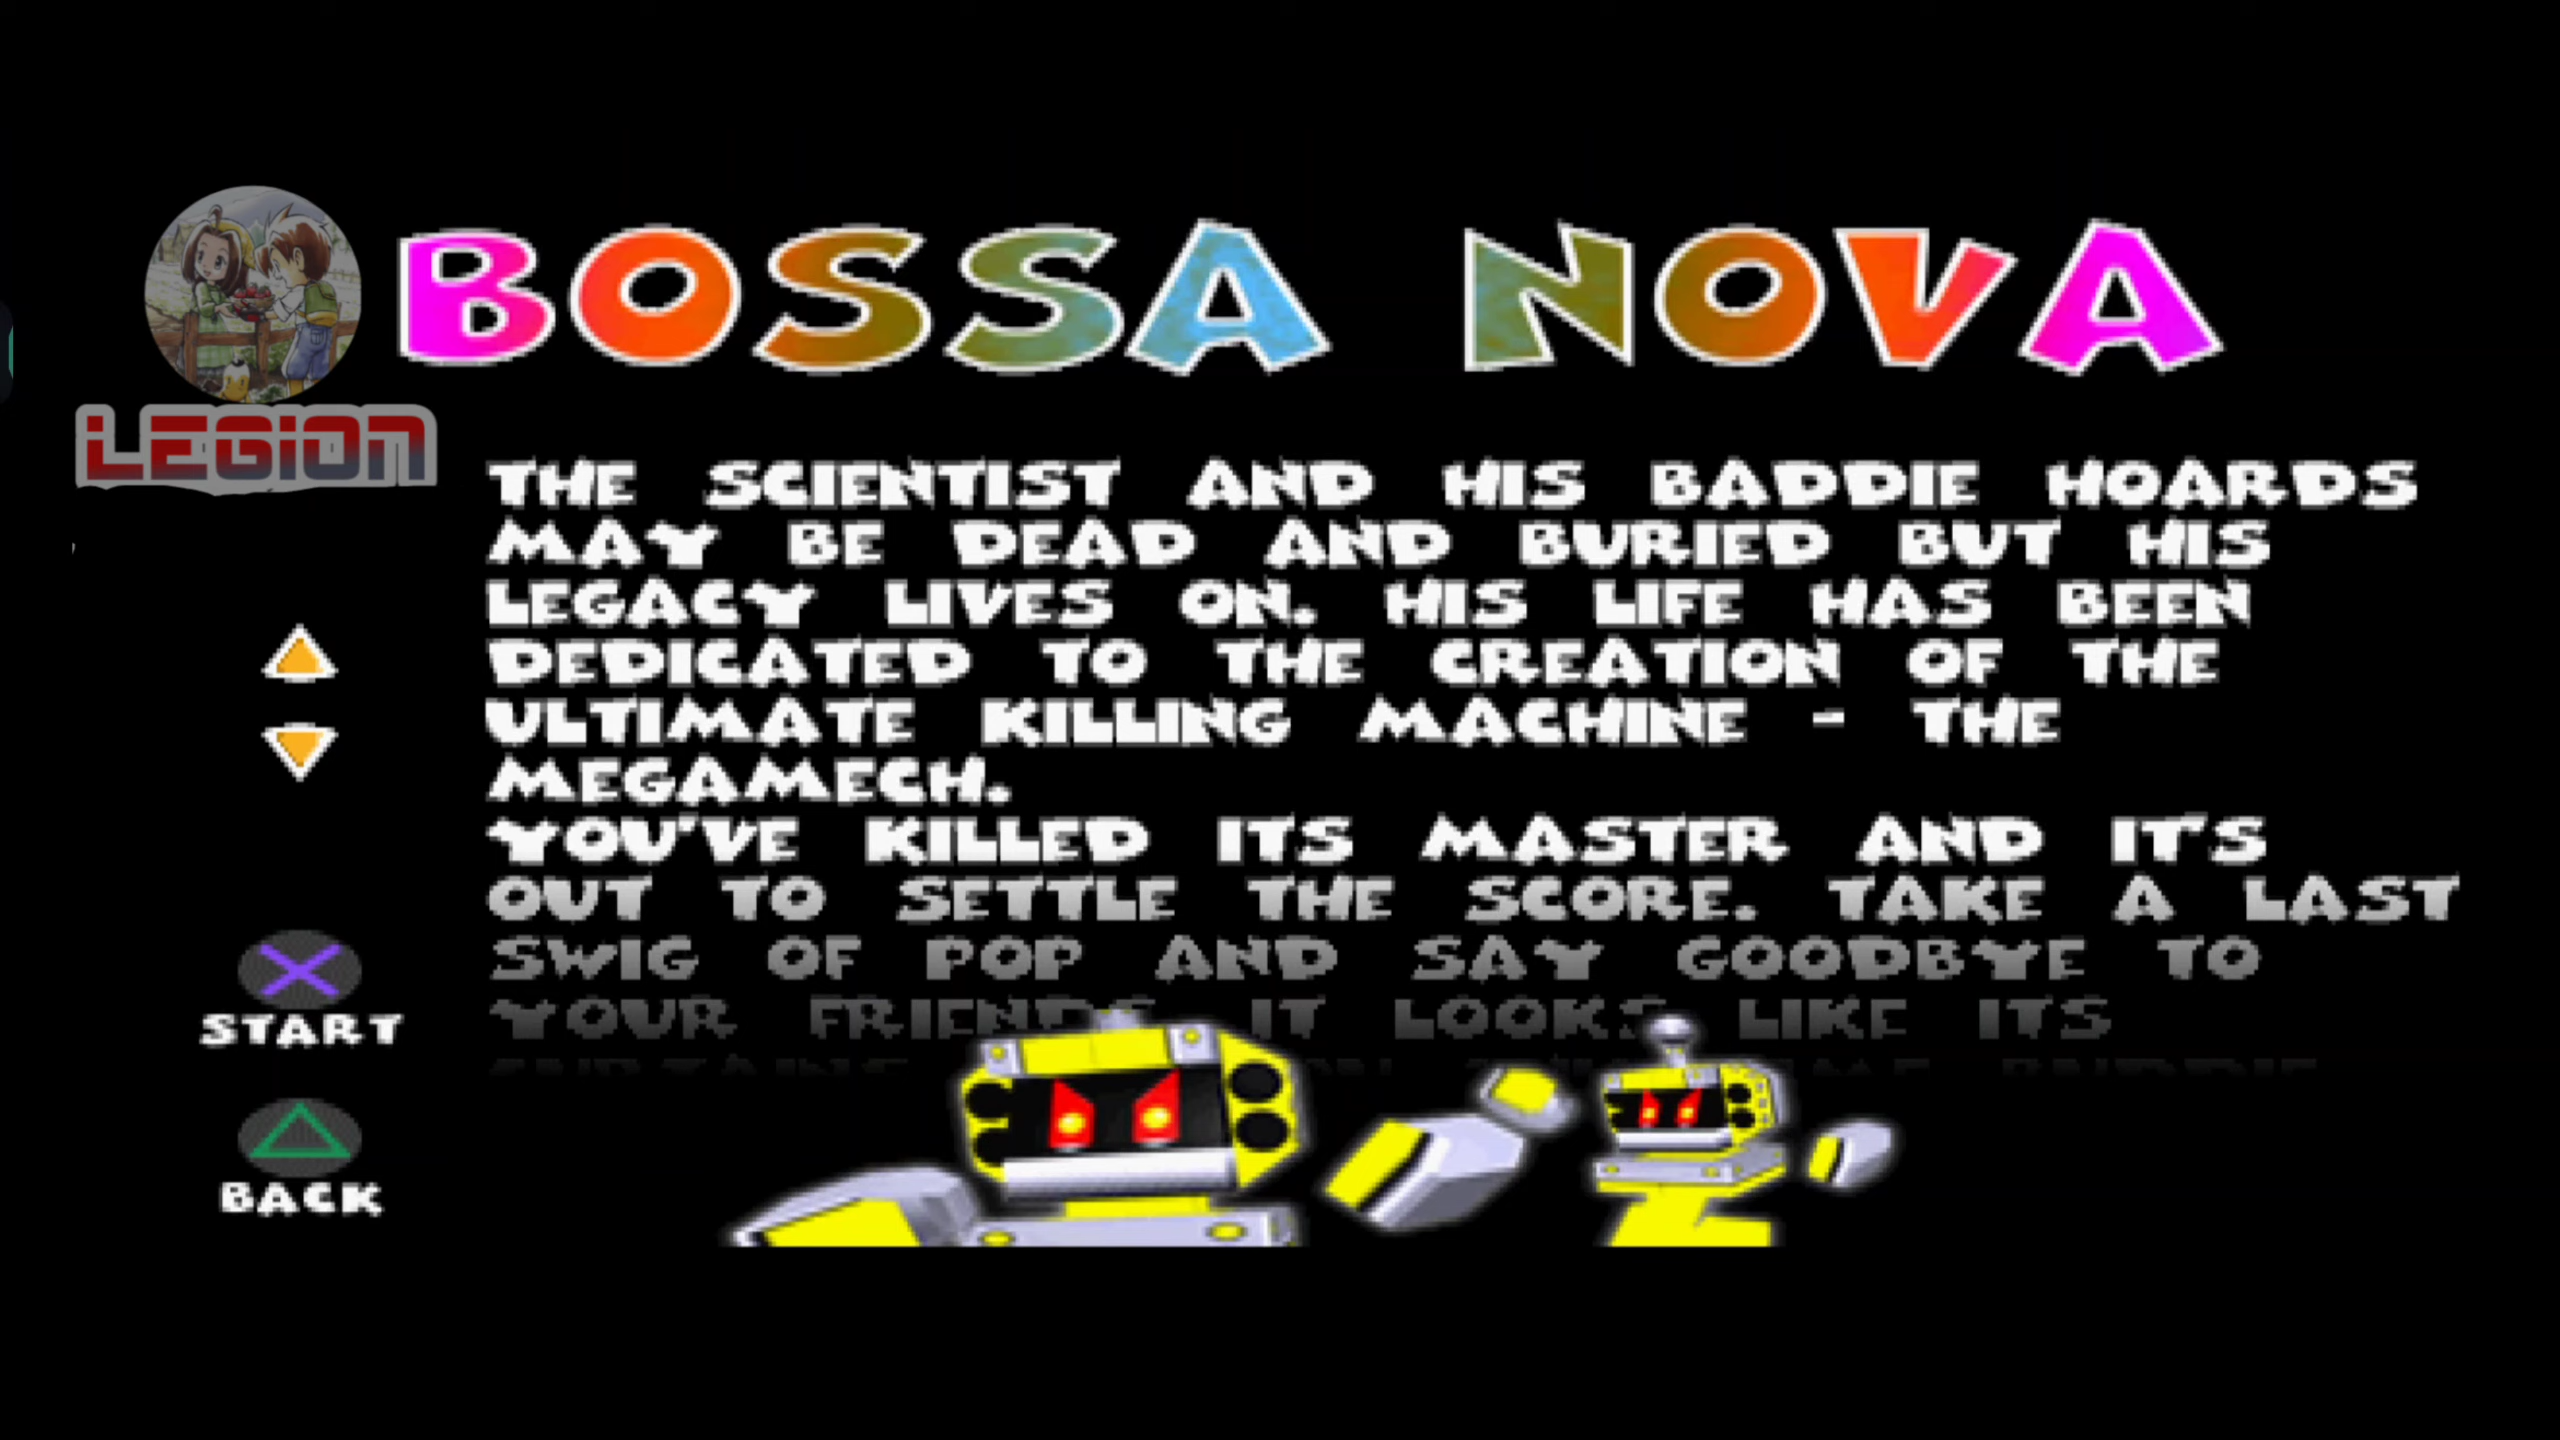 BOSSA NOVA
LEGION
THE SCIENTIST AND HIS BADDIE HOARDS
MAY BE DEAD AND BURIED BUT HIS
LEGACY LIVES ON. HIS LIFE HAS BEEN
DEDICATED TO THE CREATION OF THE
ULTIMATE KILLING MACHINE - THE
MEGAMECH.
YOU'VE KILLED ITS MASTER AND IT'S
OUT TO SETTLE THE SCORE. TAKE A LAST
SWIG OF POP AND SAY GOODBYE TO
YOUR FRIENDS IT LOOKS LIKE ITS
START
BACK